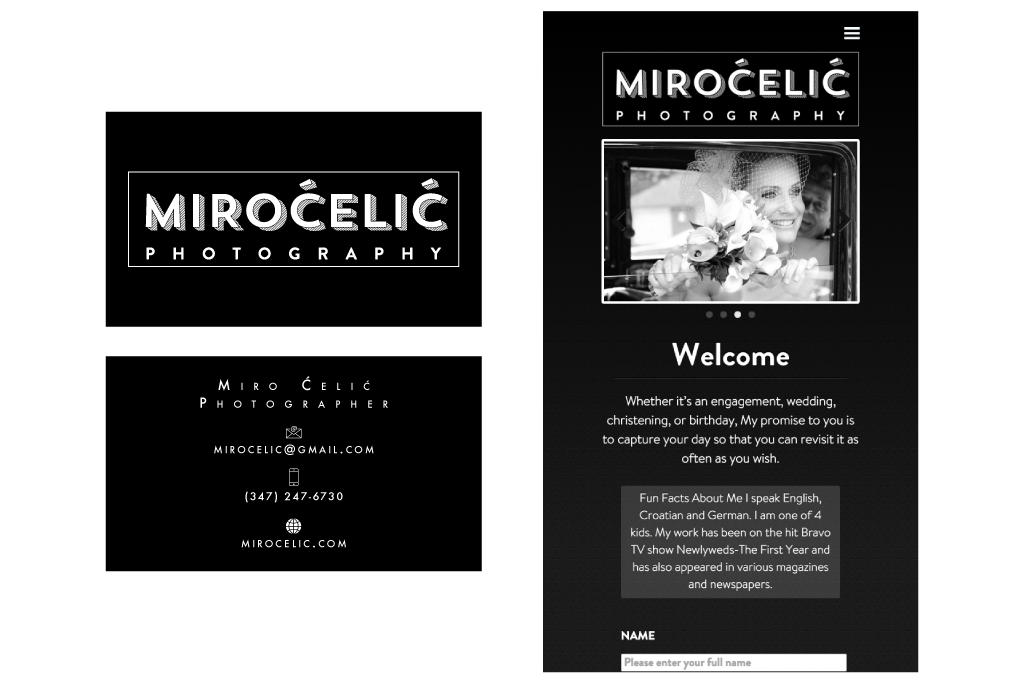 MIROĆELIĆ
PHOTOGRAPHY
Miro Ćelić
Photographer
MIROCELIC@GMAIL.COM
(347) 247-6730
MIROCELIC.COM
MIROĆELIĆ
PHOTOGRAPHY
Welcome
Whether it's an engagement, wedding,
christening, or birthday, My promise to you is
to capture your day so that you can revisit it as
often as you wish.
Fun Facts About Me I speak English,
Croatian and German. I am one of 4
kids. My work has been on the hit Bravo
TV show Newlyweds-The First Year and
has also appeared in various magazines
and newspapers.
NAME
Please enter your full name